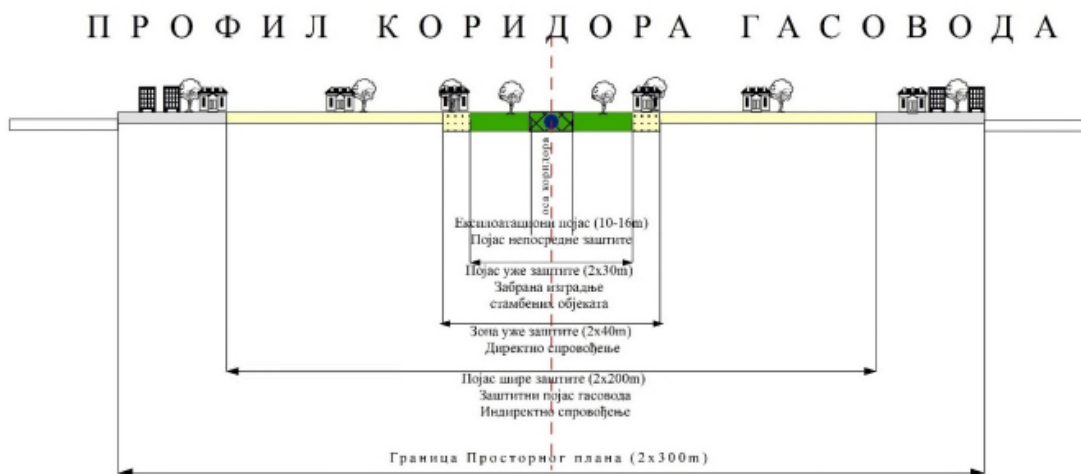 ПРОФИЛ КОРИДОРА ГАСОВОДА
оса коридора
Експлоатациони појас (10-16m)
Појас непосредне заштите
Појас уже заштите (2x30m)
Забрана изградње
стамбених објеката
Зона уже заштите (2x40m)
Директно спровођење
Појас шире заштите (2x200m)
Заштитни појас гасовода
Индиректно спровођење
Граница Просторног плана (2x300m)